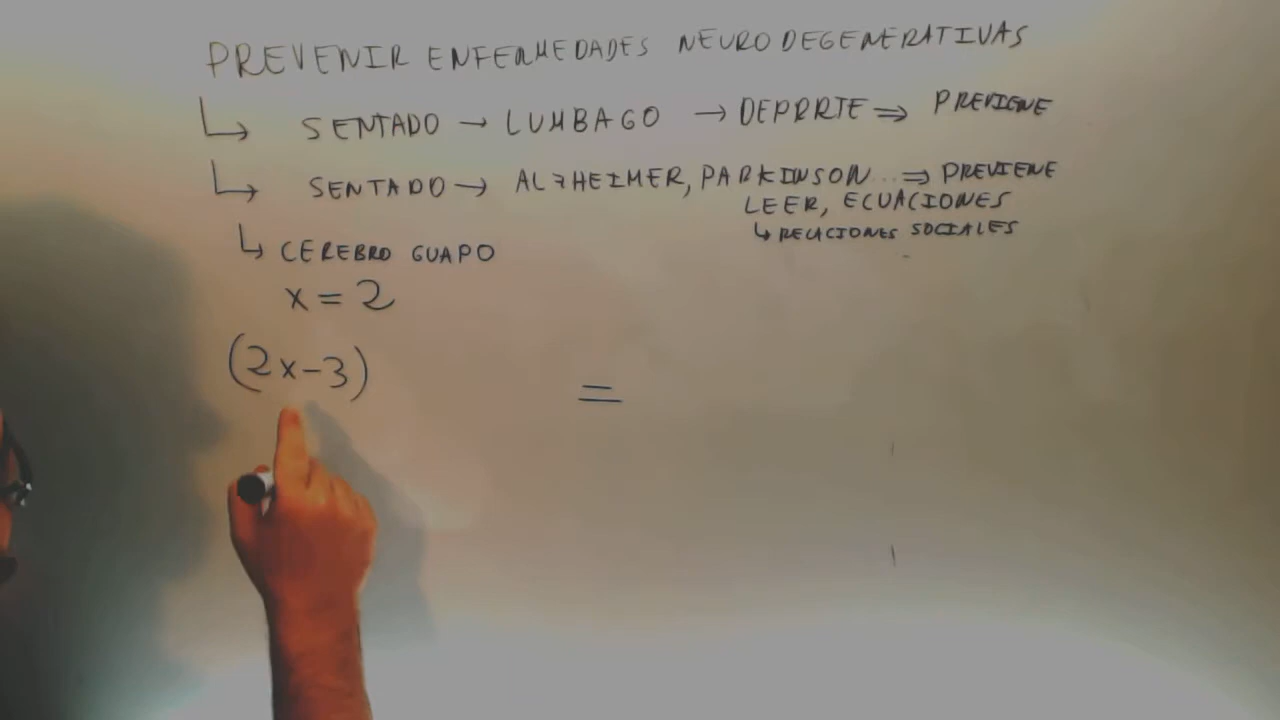 PREVENIR ENFERMEDADES NEURODEGENERATIVAS
↳ SENTADO → LUMBAGO → DEPORTE ⇒ PREVIENE
↳ SENTADO → ALZHEIMER, PARKINSON... ⇒ PREVIENE
LEER, ECUACIONES
↳ RELACIONES SOCIALES
↳ CEREBRO GUAPO
x = 2
(2x-3) =